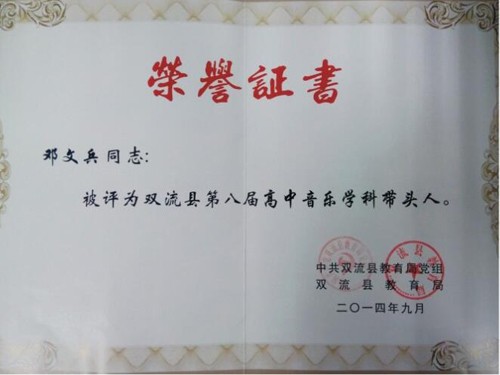 榮譽証書
邓文兵同志：
被评为双流县第八届高中音乐学科带头人。
中共双流县教育局党组
双流县教育局
二〇一四年九月